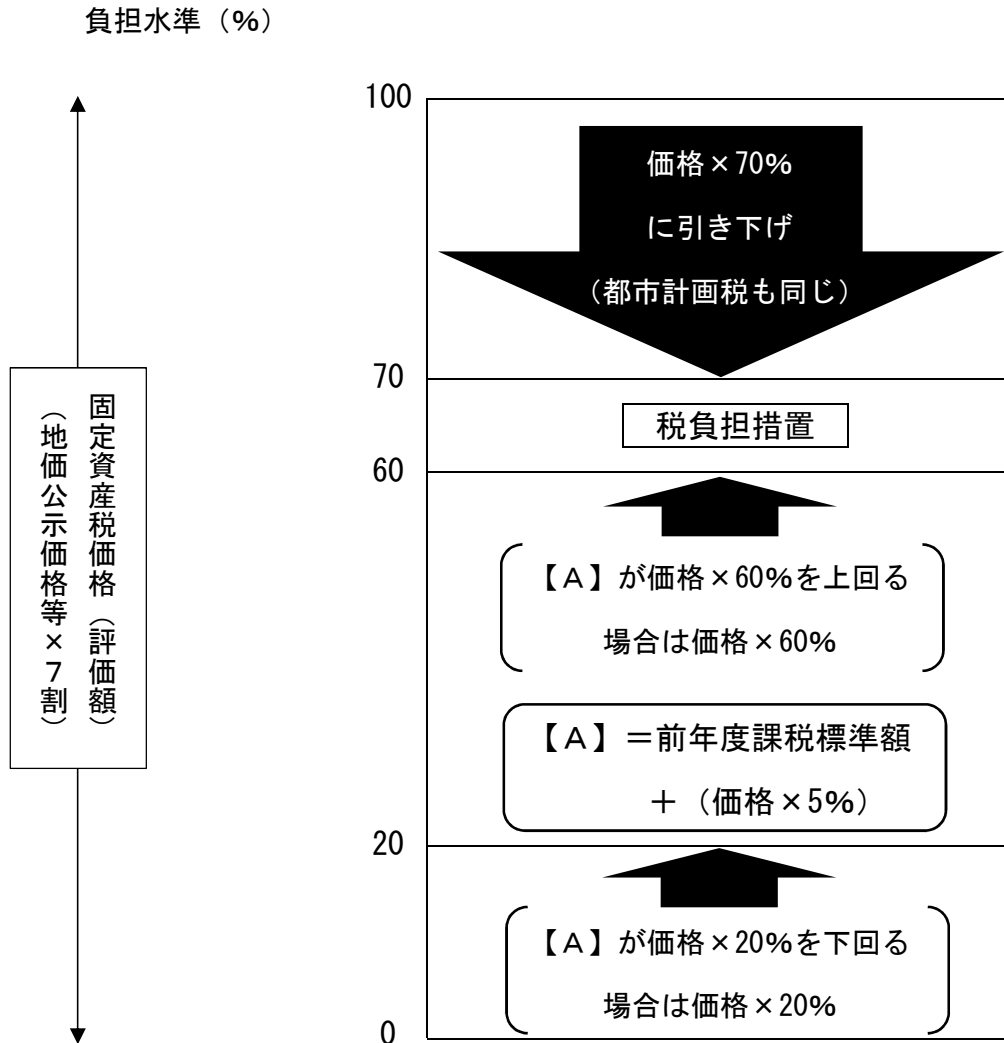 負担水準（%）
100
価格×70%
に引き下げ
（都市計画税も同じ）
70
税負担措置
60
固定資産税価格（評価額）
（地価公示価格等×７割）
【Ａ】が価格×60%を上回る
場合は価格×60%
【Ａ】＝前年度課税標準額
＋（価格×5%）
20
【Ａ】が価格×20%を下回る
場合は価格×20%
0